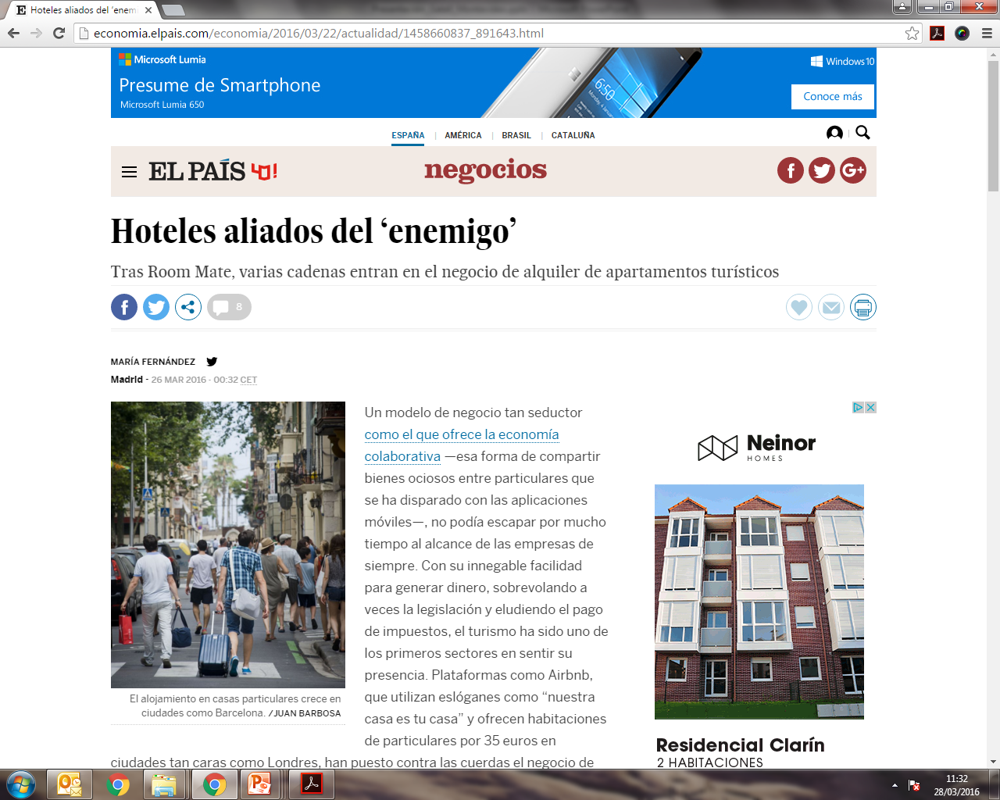 Hoteles aliados del 'enem
economia.elpais.com/economia/2016/03/22/actualidad/1458660837_891643.html
Microsoft Lumia
Windows10
Presume de Smartphone
Microsoft Lumia 650
6:50
Conoce más
ESPAÑA
AMÉRICA
BRASIL
CATALUÑA
EL PAÍS 40!
negocios
Hoteles aliados del ‘enemigo’
Tras Room Mate, varias cadenas entran en el negocio de alquiler de apartamentos turísticos
8
MARÍA FERNÁNDEZ
Madrid - 26 MAR 2016 - 00:32 CET
El alojamiento en casas particulares crece en
ciudades como Barcelona. /JUAN BARBOSA
Un modelo de negocio tan seductor
como el que ofrece la economía
colaborativa —esa forma de compartir
bienes ociosos entre particulares que
se ha disparado con las aplicaciones
móviles—, no podía escapar por mucho
tiempo al alcance de las empresas de
siempre. Con su innegable facilidad
para generar dinero, sobrevolando a
veces la legislación y eludiendo el pago
de impuestos, el turismo ha sido uno de
los primeros sectores en sentir su
presencia. Plataformas como Airbnb,
que utilizan eslóganes como “nuestra
casa es tu casa” y ofrecen habitaciones
de particulares por 35 euros en
ciudades tan caras como Londres, han puesto contra las cuerdas el negocio de
Neinor
HOMES
Residencial Clarín
2 HABITACIONES
11:32
28/03/2016